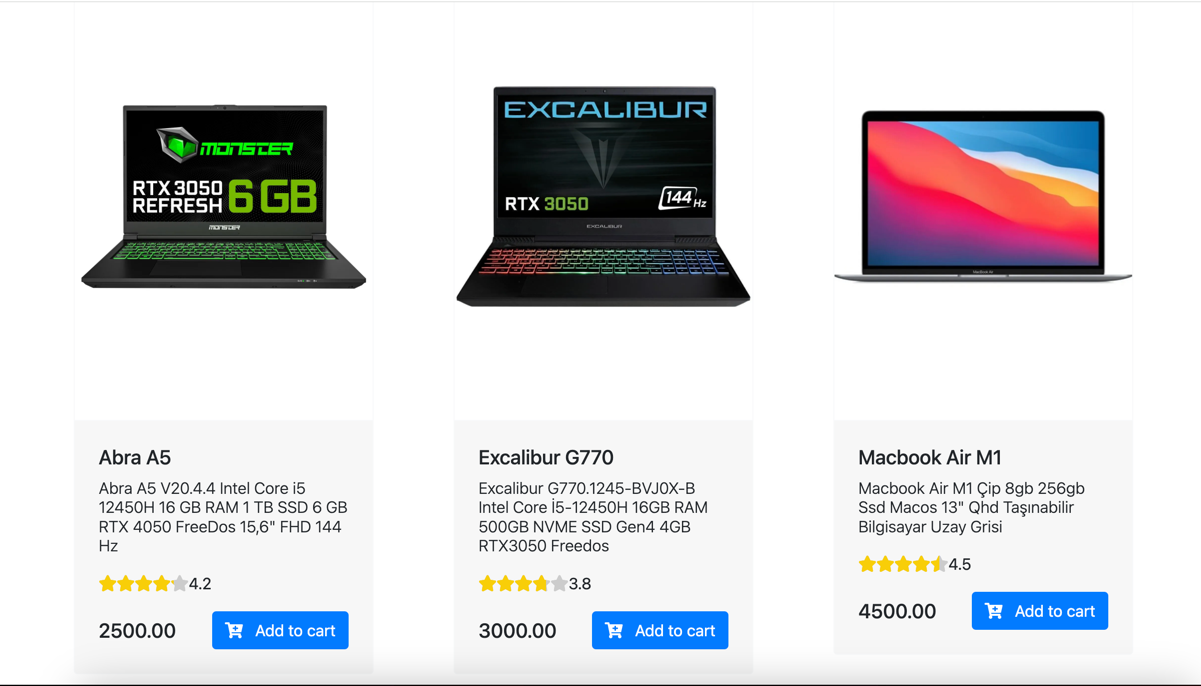 MONSTER
RTX 3050
REFRESH 6 GB
MONSTER
EXCALIBUR
RTX 3050
144 Hz
EXCALIBUR
MacBook Air
Abra A5
Abra A5 V20.4.4 Intel Core i5
12450H 16 GB RAM 1 TB SSD 6 GB
RTX 4050 FreeDos 15,6" FHD 144
Hz
4.2
2500.00
Add to cart
Excalibur G770
Excalibur G770.1245-BVJ0X-B
Intel Core İ5-12450H 16GB RAM
500GB NVME SSD Gen4 4GB
RTX3050 Freedos
3.8
3000.00
Add to cart
Macbook Air M1
Macbook Air M1 Çip 8gb 256gb
Ssd Macos 13" Qhd Taşınabilir
Bilgisayar Uzay Grisi
4.5
4500.00
Add to cart